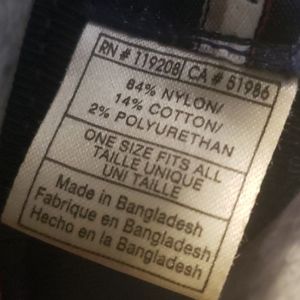 RN # 119208 CA # 51986
84% NYLON/
14% COTTON/
2% POLYURETHAN
ONE SIZE FITS ALL
TAILLE UNIQUE
UNI TAILLE
Made in Bangladesh
Fabrique en Bangladesh
Hecho en la Bangladesh